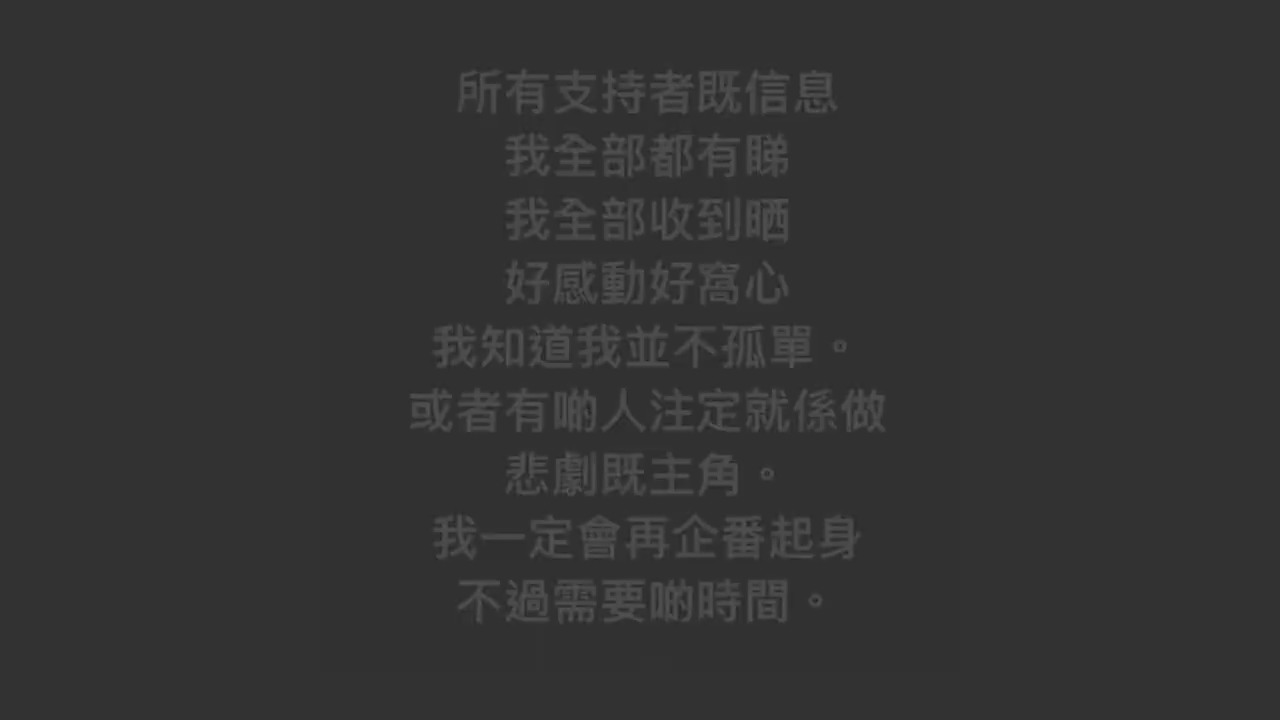 所有支持者既信息
我全部都有睇
我全部收到晒
好感動好窩心
我知道我並不孤單。
或者有啲人注定就係做
悲劇既主角。
我一定會再企番起身
不過需要啲時間。